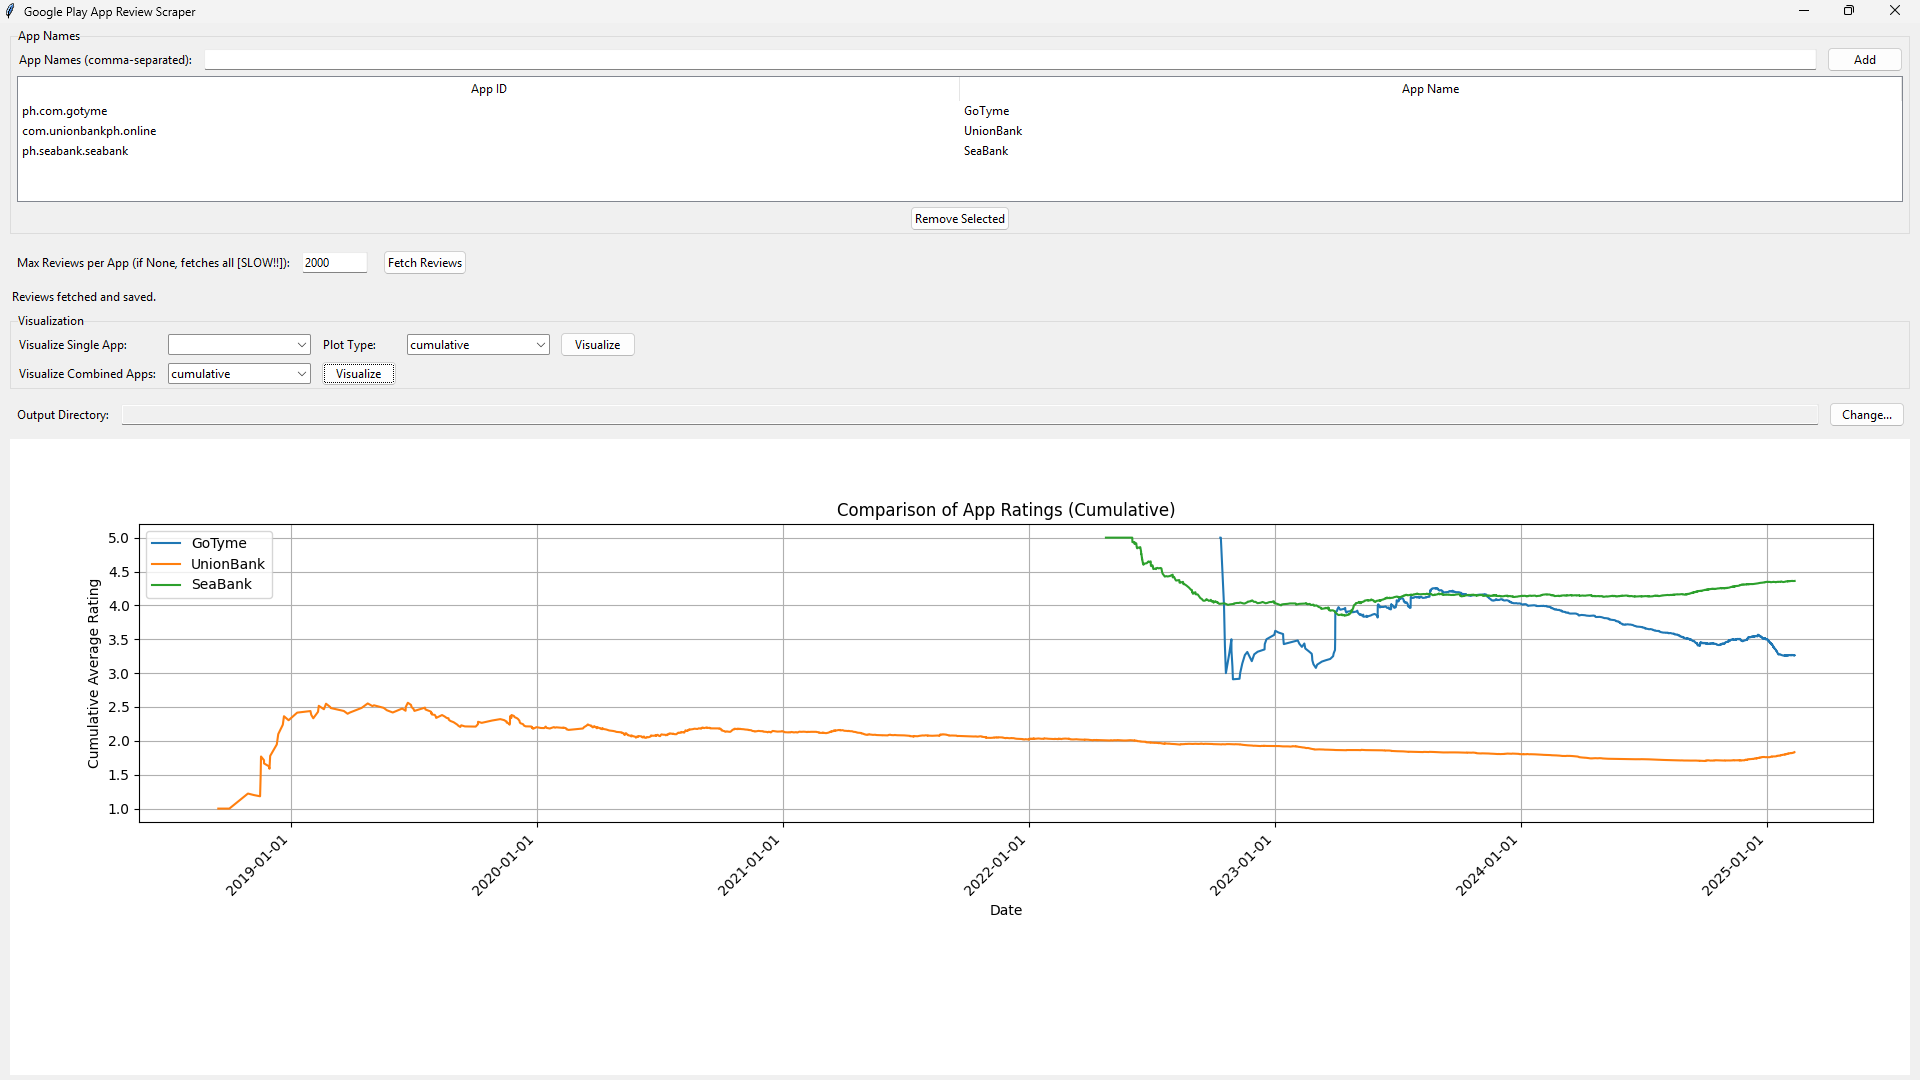 Google Play App Review Scraper
App Names
App Names (comma-separated):
Add
App ID App Name
ph.com.gotyme GoTyme
com.unionbankph.online UnionBank
ph.seabank.seabank SeaBank
Remove Selected
Max Reviews per App (if None, fetches all [SLOW!!]): 2000 Fetch Reviews
Reviews fetched and saved.
Visualization
Visualize Single App: Plot Type: cumulative Visualize
Visualize Combined Apps: cumulative Visualize
Output Directory: Change...
Comparison of App Ratings (Cumulative)
GoTyme
UnionBank
SeaBank
Cumulative Average Rating
5.0
4.5
4.0
3.5
3.0
2.5
2.0
1.5
1.0
2019-01-01 2020-01-01 2021-01-01 2022-01-01 2023-01-01 2024-01-01 2025-01-01
Date